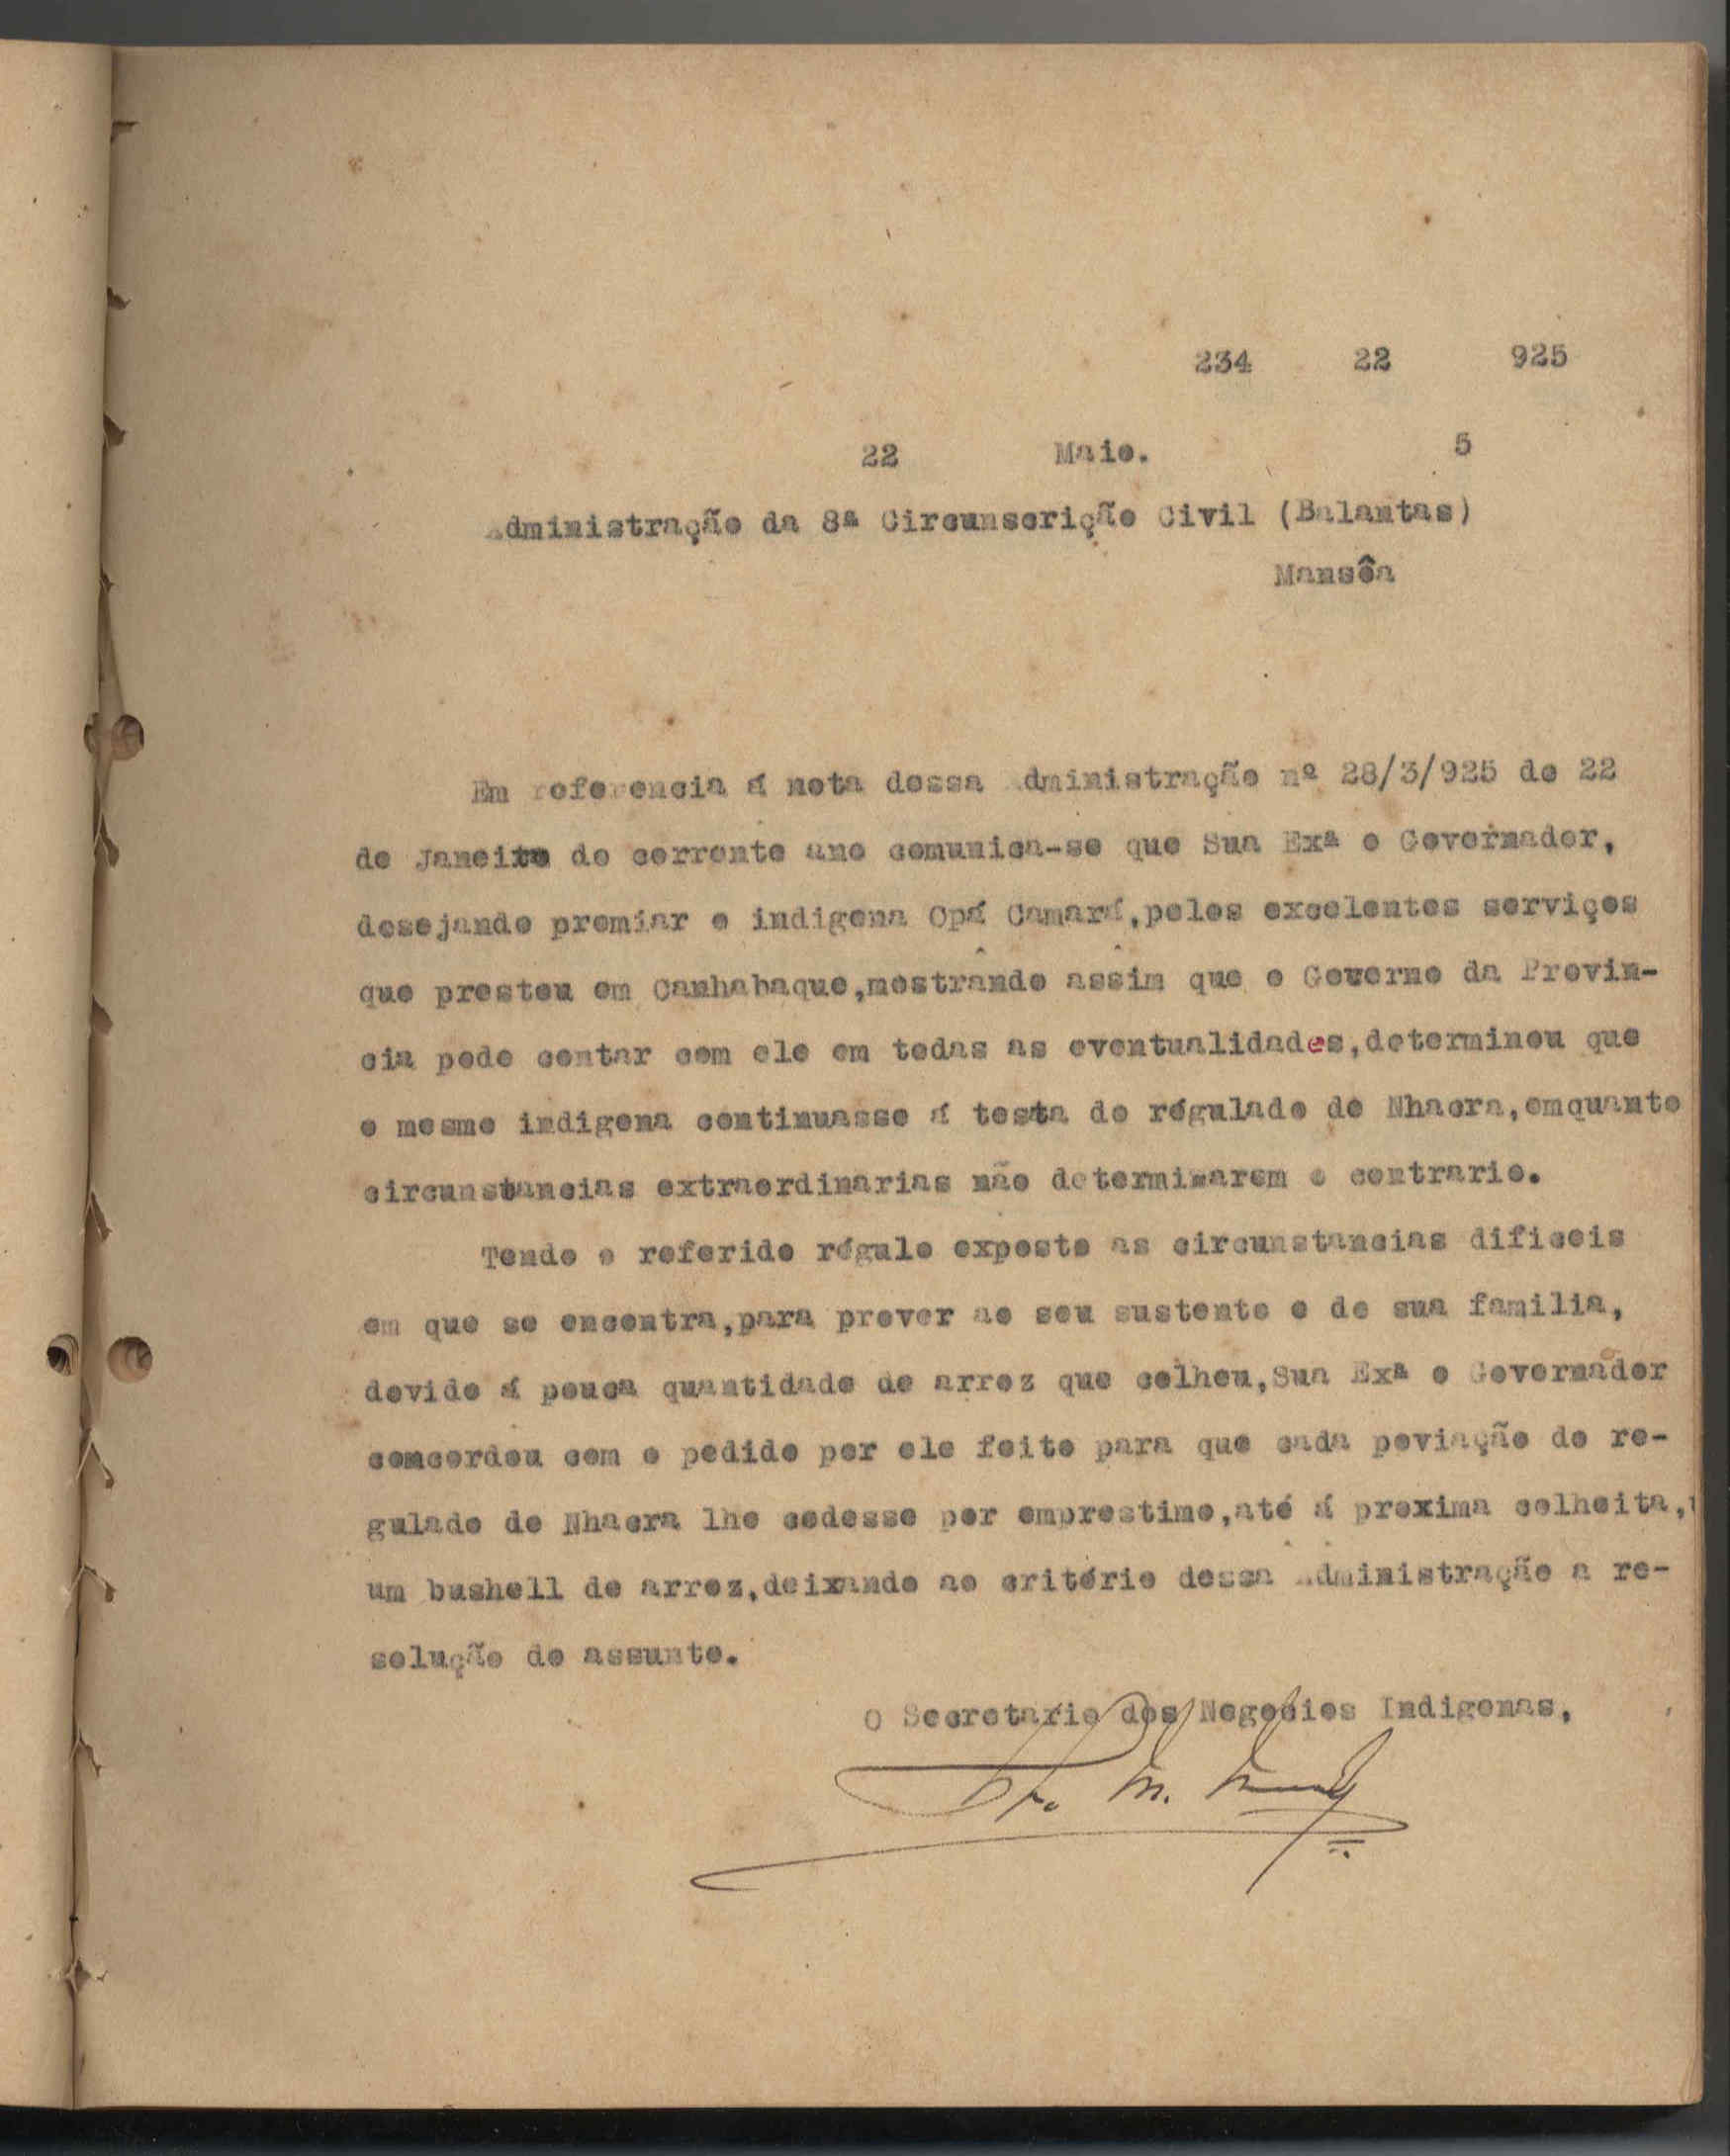 234 22 925
22 Maio. 5
Administração da 8ª Circunscrição Civil (Balantas)
Mansôa
Em referencia á nota dessa Administração nº 28/3/925 de 22
de Janeiro do corrente ano comunica-se que Sua Exª o Governador,
desejando premiar o indigena Opá Camará,pelos excelentes serviços
que prestou em Canhabaque,mostrando assim que o Governo da Provin-
cia pode contar com ele em todas as eventualidades,determinou que
o mesmo indigena continuasse á testa do régulado de Nhacra,emquanto
circunstancias extraordinarias não determinarem o contrario.
Tendo o referido régulo exposto as circunstancias dificeis
em que se encontra,para prover ao seu sustento e de sua familia,
devido á pouca quantidade de arroz que colheu,Sua Exª o Governador
concordou com o pedido por ele feito para que cada poviação do re-
gulado de Nhacra lhe cedesse por emprestimo,até á proxima colheita,
um bushell de arroz,deixando ao critério dessa Administração a re-
solução do assunto.
O Secretario dos Negocios Indigenas,